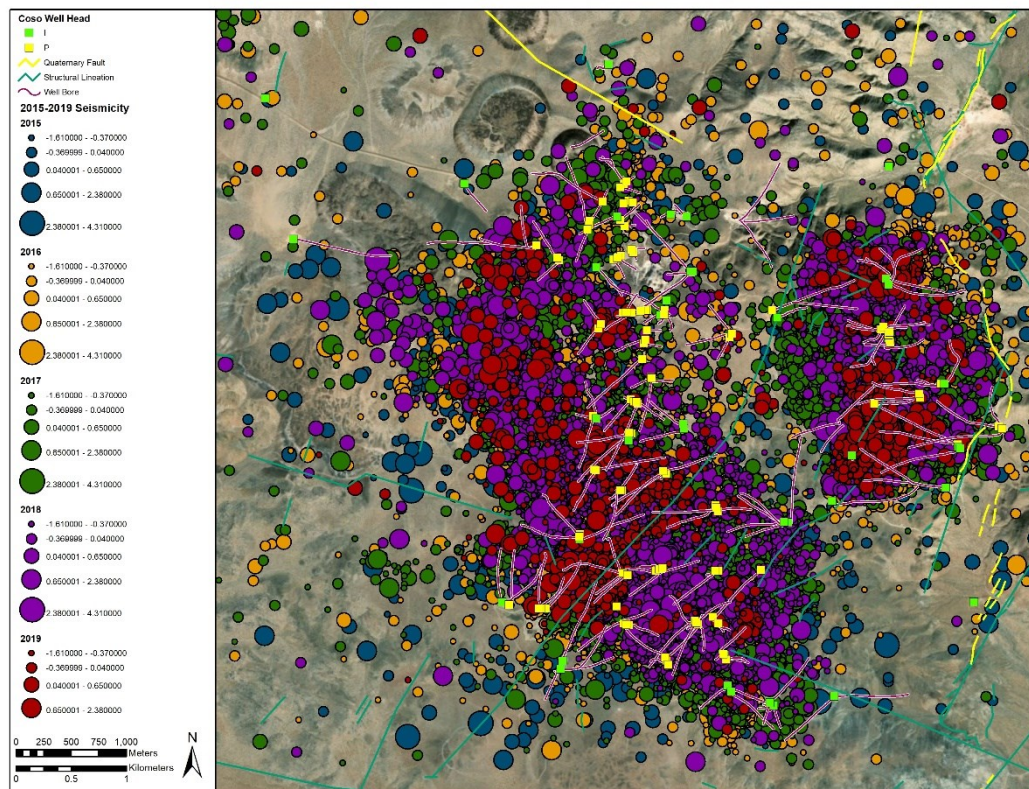 Coso Well Head
I
P
Quaternary Fault
Structural Lineation
Well Bore
2015-2019 Seismicity
2015
-1.610000 - -0.370000
-0.369999 - 0.040000
0.040001 - 0.650000
0.650001 - 2.380000
2.380001 - 4.310000
2016
-1.610000 - -0.370000
-0.369999 - 0.040000
0.040001 - 0.650000
0.650001 - 2.380000
2.380001 - 4.310000
2017
-1.610000 - -0.370000
-0.369999 - 0.040000
0.040001 - 0.650000
0.650001 - 2.380000
2.380001 - 4.310000
2018
-1.610000 - -0.370000
-0.369999 - 0.040000
0.040001 - 0.650000
0.650001 - 2.380000
2.380001 - 4.310000
2019
-1.610000 - -0.370000
-0.369999 - 0.040000
0.040001 - 0.650000
0.650001 - 2.380000
N
0 250 500 1,000
Meters
Kilometers
0 0.5 1